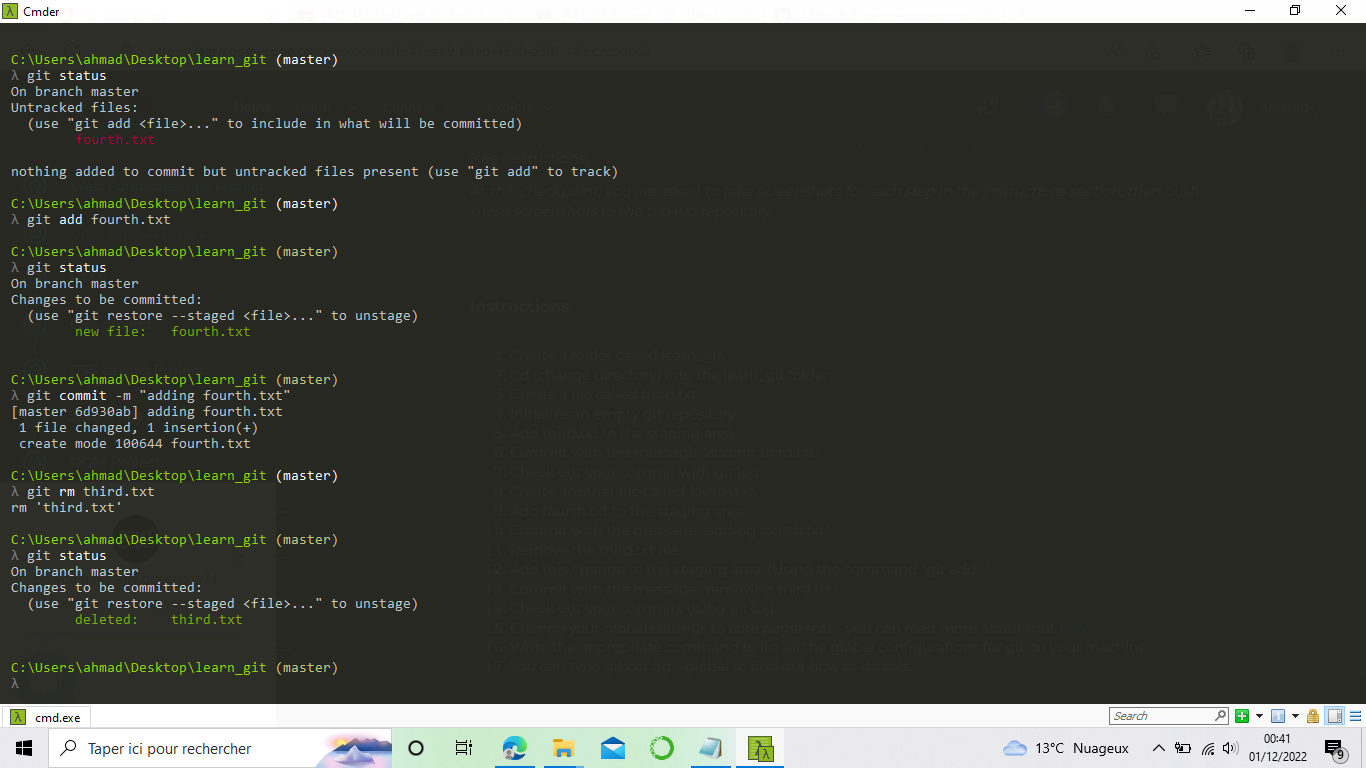 Cmder
C:\Users\ahmad\Desktop\learn_git (master)
λ git status
On branch master
Untracked files:
  (use "git add <file>..." to include in what will be committed)
        fourth.txt
nothing added to commit but untracked files present (use "git add" to track)
C:\Users\ahmad\Desktop\learn_git (master)
λ git add fourth.txt
C:\Users\ahmad\Desktop\learn_git (master)
λ git status
On branch master
Changes to be committed:
  (use "git restore --staged <file>..." to unstage)
        new file:   fourth.txt
Instructions
1. Create a folder called learn_git
C:\Users\ahmad\Desktop\learn_git (master)
λ git commit -m "adding fourth.txt"
[master 6d930ab] adding fourth.txt
 1 file changed, 1 insertion(+)
 create mode 100644 fourth.txt
C:\Users\ahmad\Desktop\learn_git (master)
λ git rm third.txt
rm 'third.txt'
C:\Users\ahmad\Desktop\learn_git (master)
λ git status
On branch master
Changes to be committed:
  (use "git restore --staged <file>..." to unstage)
        deleted:    third.txt
C:\Users\ahmad\Desktop\learn_git (master)
λ
cmd.exe
Search
Taper ici pour rechercher
13°C Nuageux
00:41
01/12/2022
9